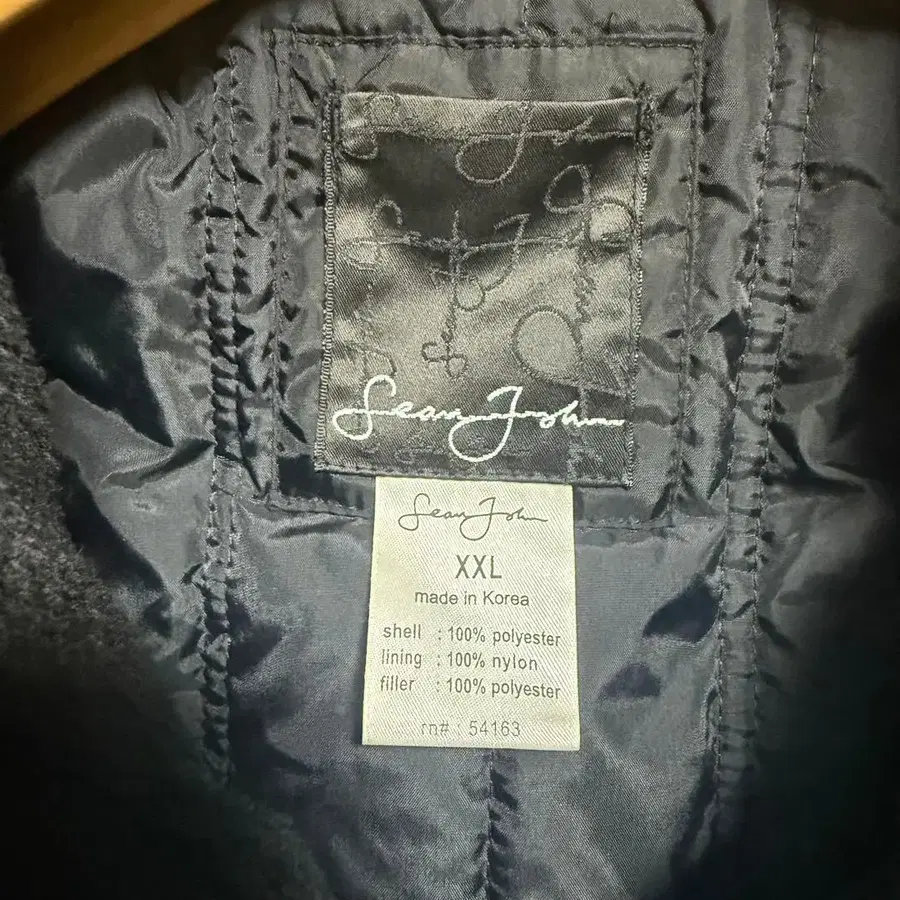 Sean John
Sean John
XXL
made in Korea
shell : 100% polyester
lining : 100% nylon
filler : 100% polyester
rn# : 54163